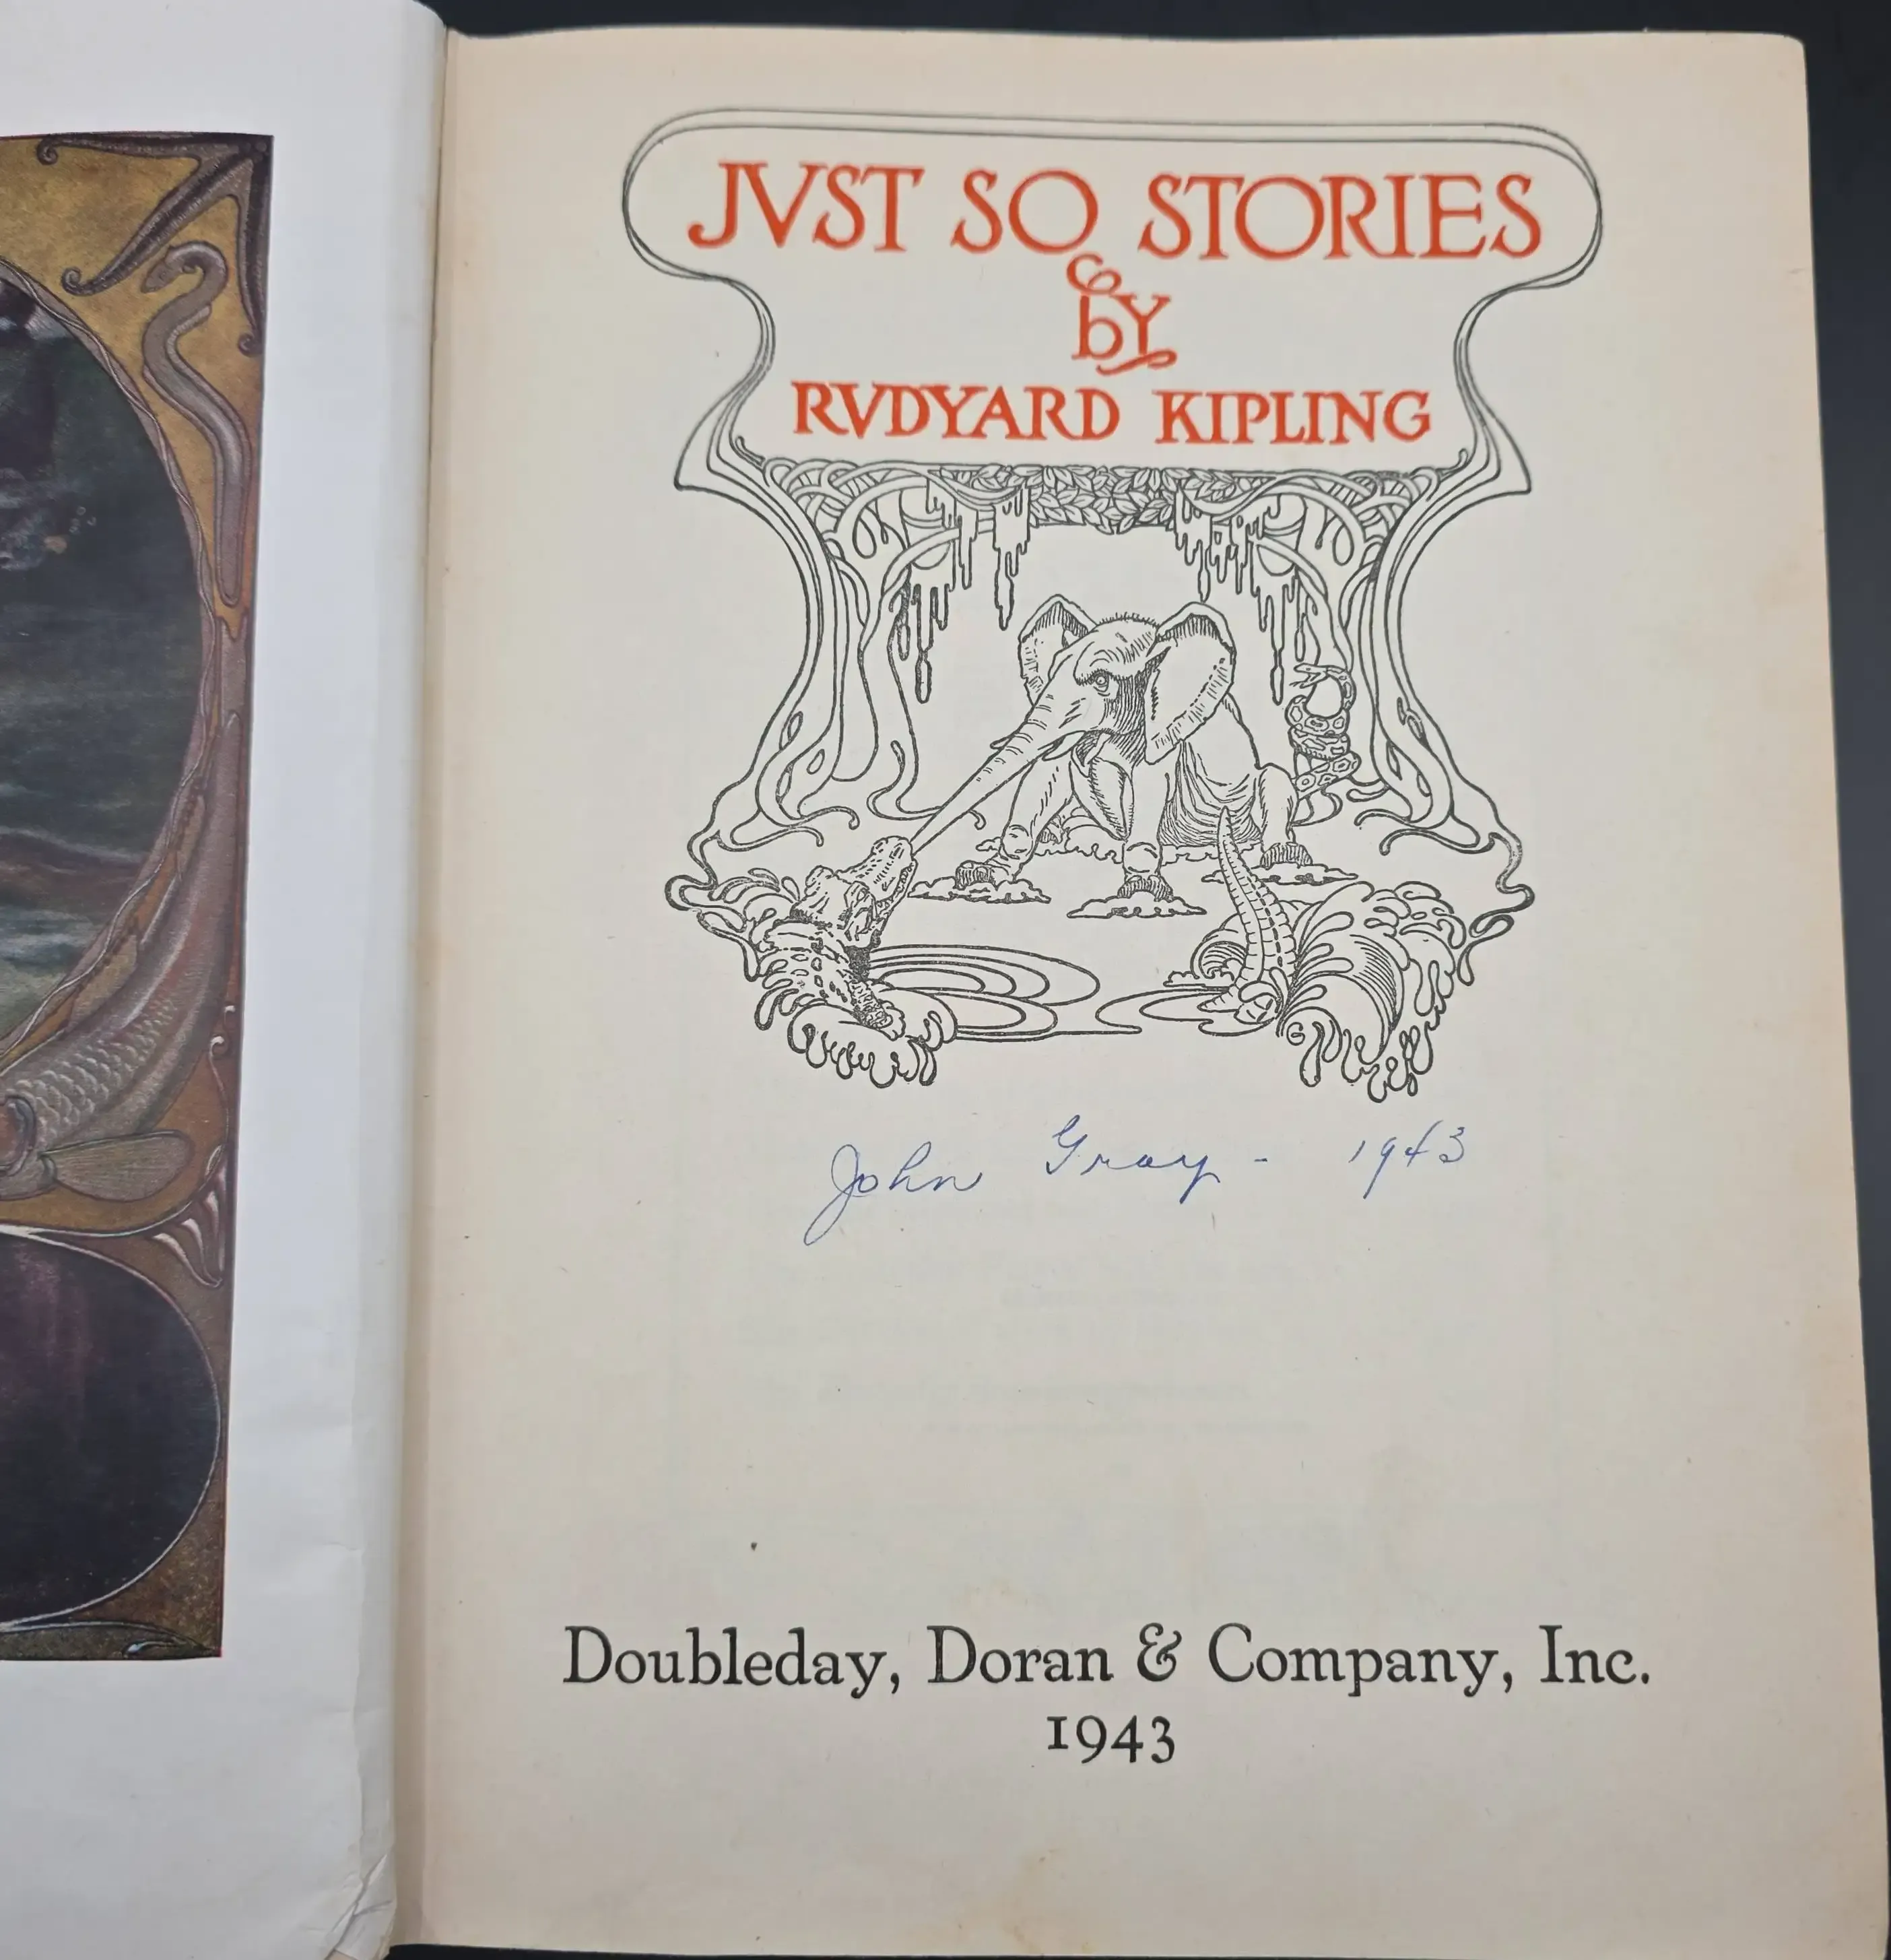 JVST SO STORIES
bY
RVDYARD KIPLING
John Gray - 1943
Doubleday, Doran & Company, Inc.
1943